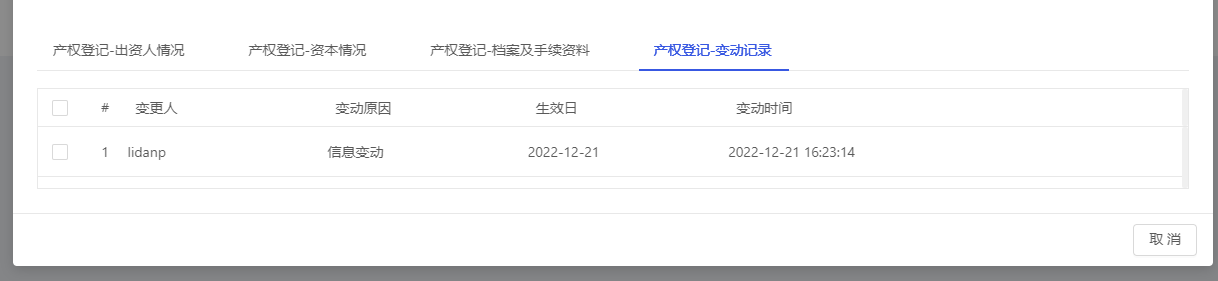 产权登记-出资人情况 产权登记-资本情况 产权登记-档案及手续资料 产权登记-变动记录
# 变更人 变动原因 生效日 变动时间
1 lidanp 信息变动 2022-12-21 2022-12-21 16:23:14
取 消